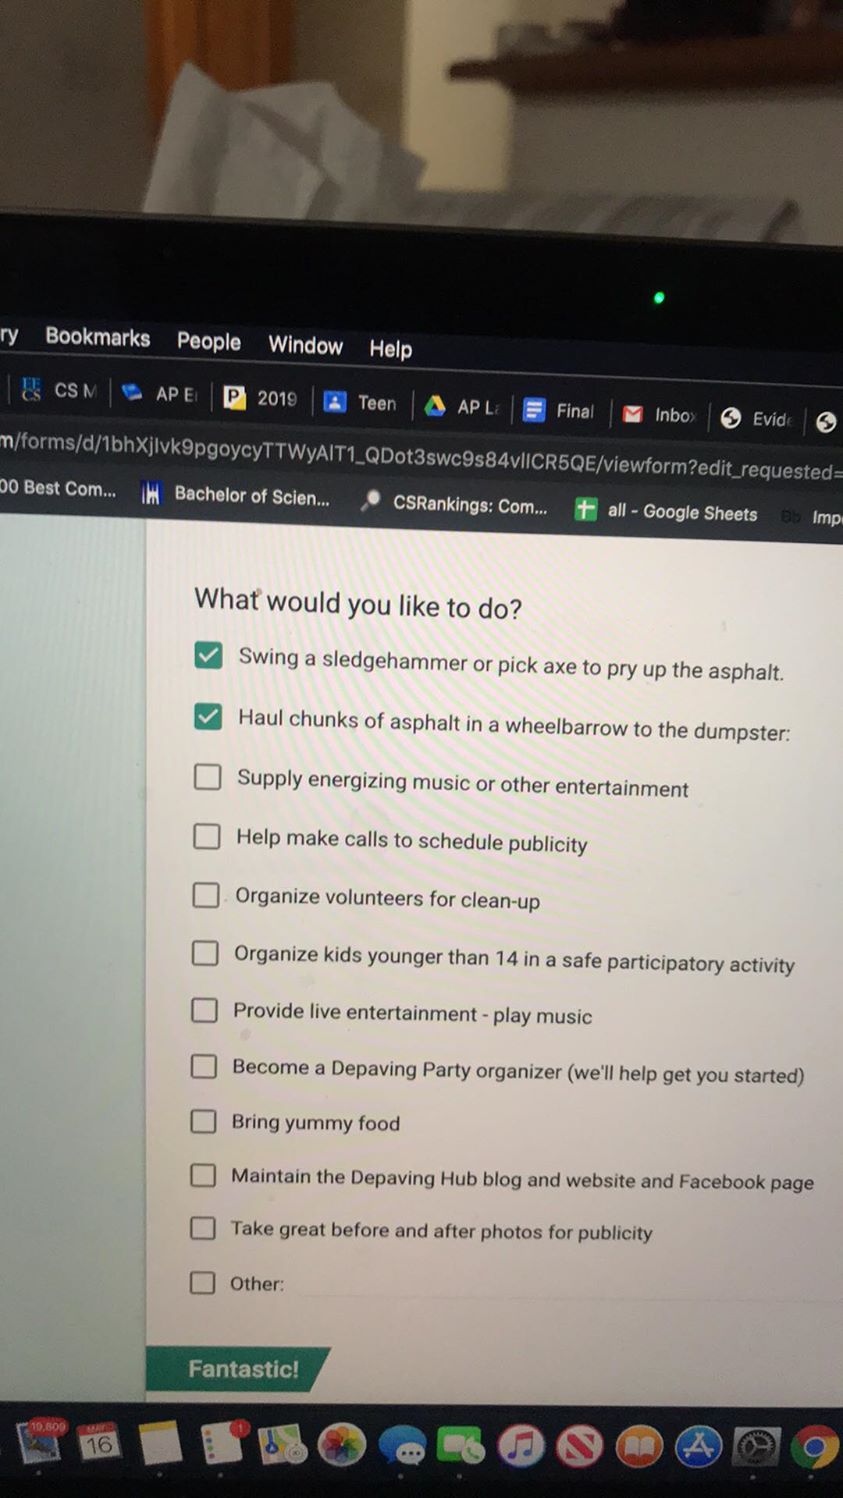 ry Bookmarks People Window Help
CS M AP E P 2019 Teen AP La Final Inbox Evide
m/forms/d/1bhXjIvk9pgoycyTTWyAIT1_QDot3swc9s84vlICR5QE/viewform?edit_requested=
00 Best Com... Bachelor of Scien... CSRankings: Com... all - Google Sheets Bb Impo
What would you like to do?
Swing a sledgehammer or pick axe to pry up the asphalt.
Haul chunks of asphalt in a wheelbarrow to the dumpster:
Supply energizing music or other entertainment
Help make calls to schedule publicity
Organize volunteers for clean-up
Organize kids younger than 14 in a safe participatory activity
Provide live entertainment - play music
Become a Depaving Party organizer (we'll help get you started)
Bring yummy food
Maintain the Depaving Hub blog and website and Facebook page
Take great before and after photos for publicity
Other:
Fantastic!
19,809 MAY 16 1